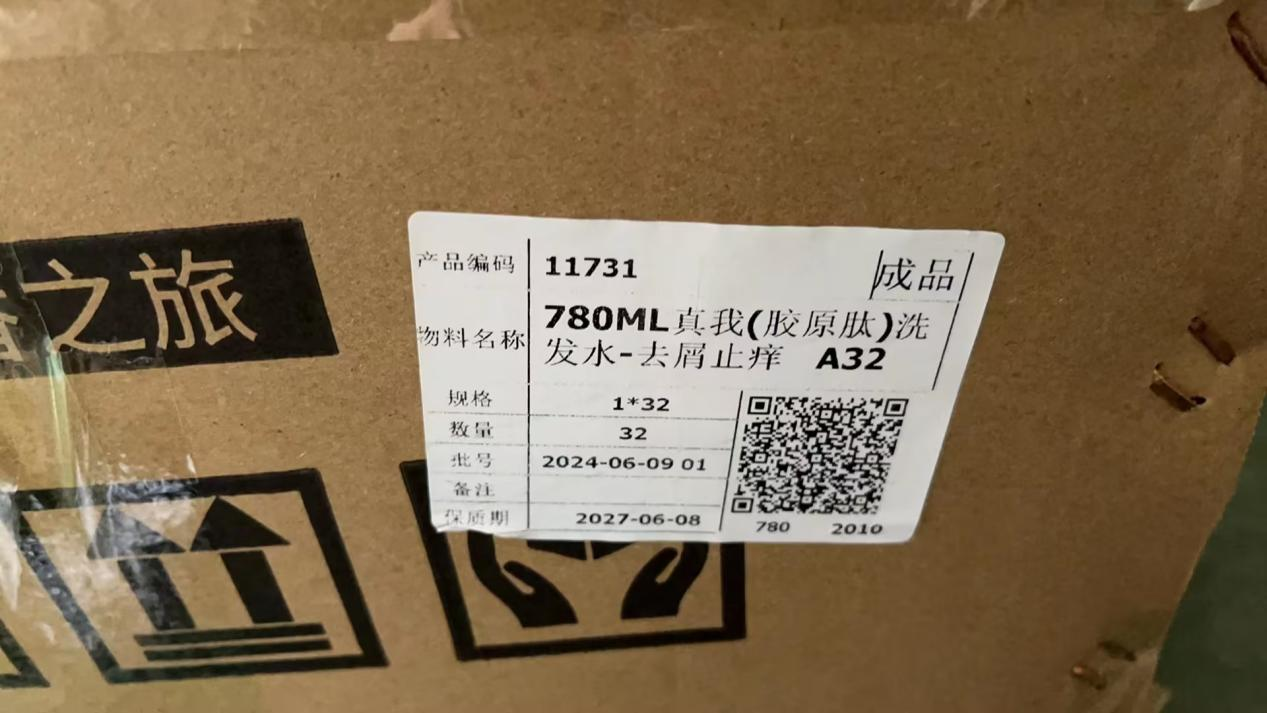 之旅
产品编码 11731 成品
物料名称 780ML真我(胶原肽)洗
发水-去屑止痒 A32
规格 1*32
数量 32
批号 2024-06-09 01
备注
保质期 2027-06-08
780 2010